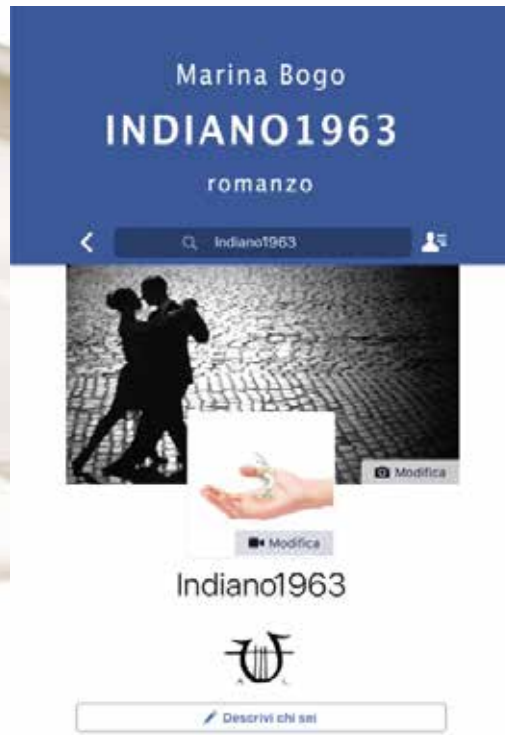 Marina Bogo
INDIANO1963
romanzo
Indiano1963
Modifica
Modifica
Indiano1963
A L
Descrivi chi sei